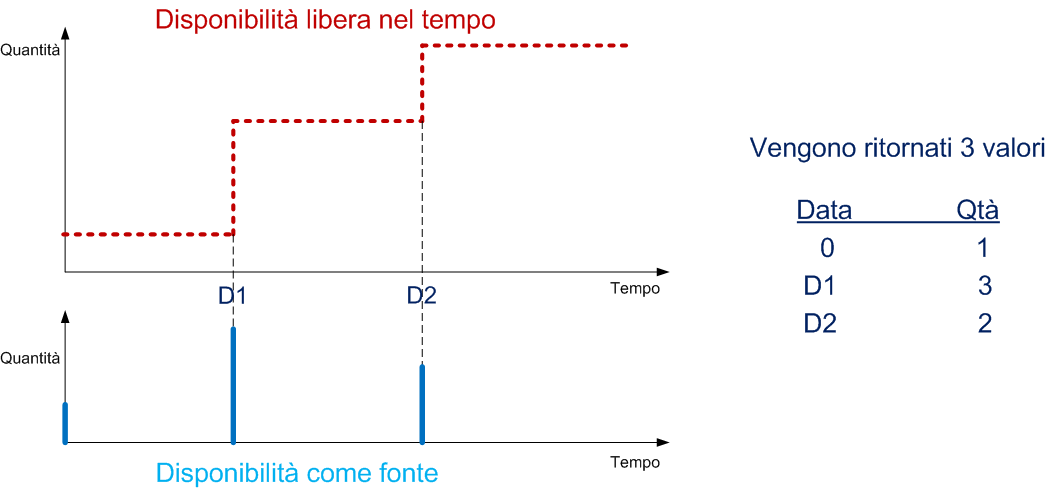 Disponibilità libera nel tempo
Quantità
D1
D2
Tempo
Quantità
Tempo
Disponibilità come fonte
Vengono ritornati 3 valori
Data Qtà
0 1
D1 3
D2 2